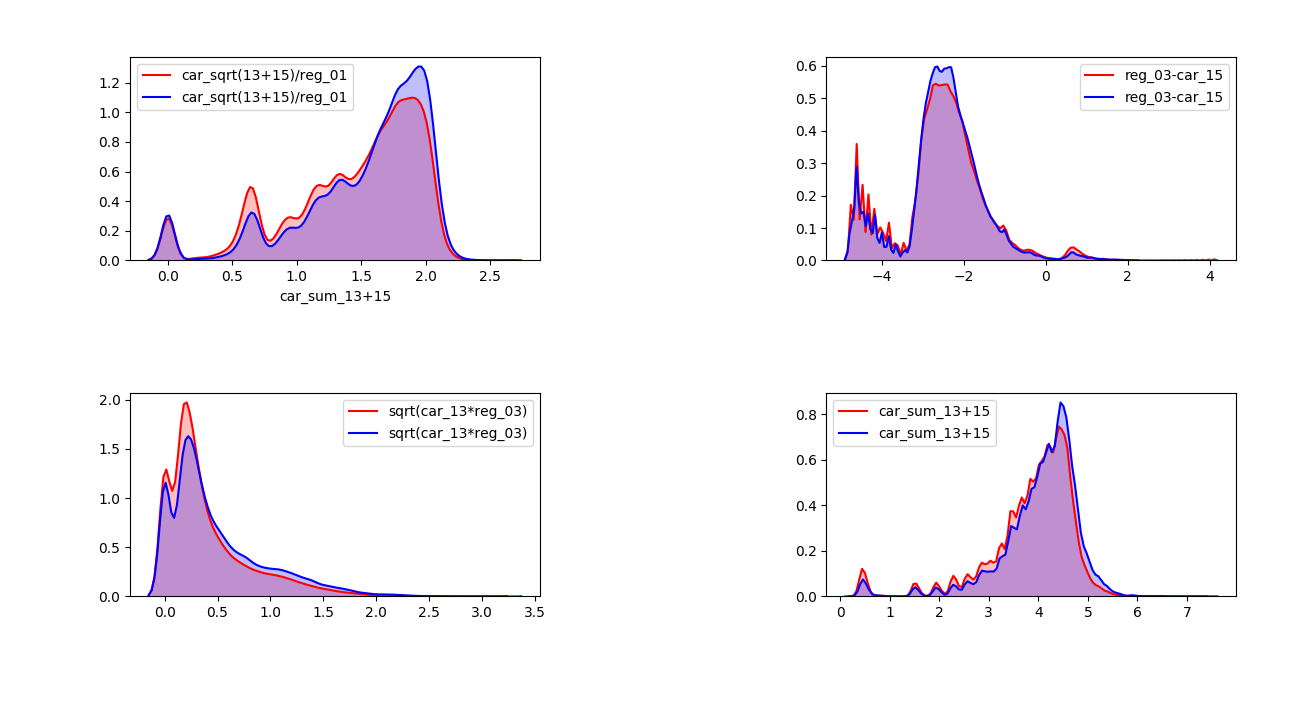 car_sqrt(13+15)/reg_01
car_sqrt(13+15)/reg_01
1.2
1.0
0.8
0.6
0.4
0.2
0.0
0.0 0.5 1.0 1.5 2.0 2.5
car_sum_13+15
reg_03-car_15
reg_03-car_15
0.6
0.5
0.4
0.3
0.2
0.1
0.0
−4 −2 0 2 4
sqrt(car_13*reg_03)
sqrt(car_13*reg_03)
2.0
1.5
1.0
0.5
0.0
0.0 0.5 1.0 1.5 2.0 2.5 3.0 3.5
car_sum_13+15
car_sum_13+15
0.8
0.6
0.4
0.2
0.0
0 1 2 3 4 5 6 7